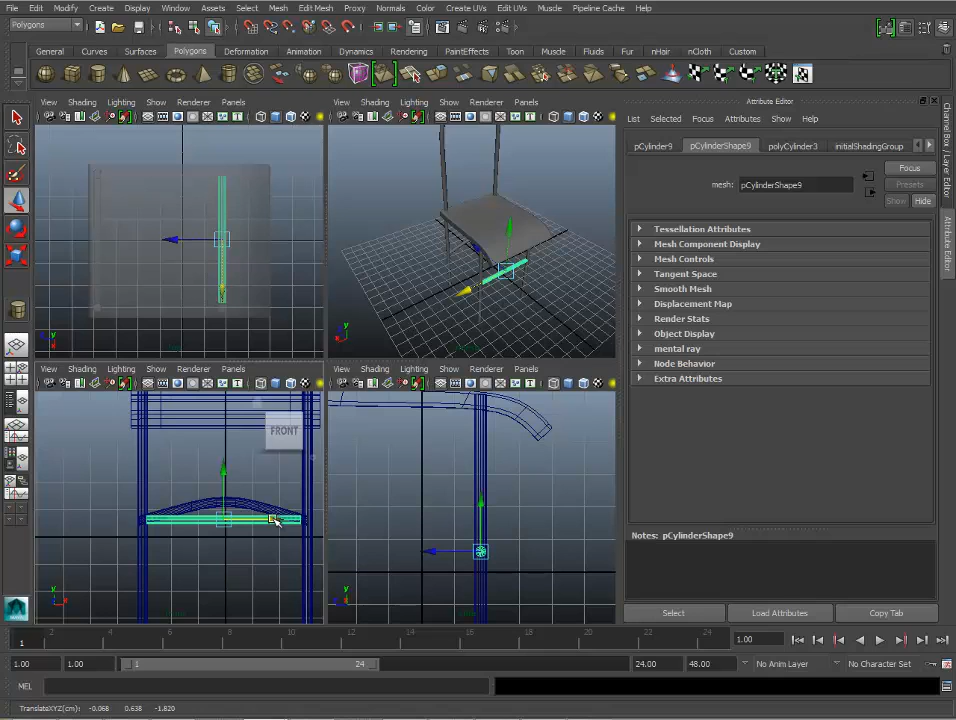 File Edit Modify Create Display Window Assets Select Mesh Edit Mesh Proxy Normals Color Create UVs Edit UVs Muscle Pipeline Cache Help
Polygons
General Curves Surfaces Polygons Deformation Animation Dynamics Rendering PaintEffects Toon Muscle Fluids Fur nHair nCloth Custom
View Shading Lighting Show Renderer Panels
View Shading Lighting Show Renderer Panels
Attribute Editor
List Selected Focus Attributes Show Help
pCylinder9 pCylinderShape9 polyCylinder3 initialShadingGroup
Focus
Presets
mesh: pCylinderShape9
Show Hide
Tessellation Attributes
Mesh Component Display
Mesh Controls
Tangent Space
Smooth Mesh
Displacement Map
Render Stats
Object Display
mental ray
Node Behavior
Extra Attributes
Channel Box / Layer Editor
Attribute Editor
View Shading Lighting Show Renderer Panels
View Shading Lighting Show Renderer Panels
FRONT
Notes: pCylinderShape9
Select Load Attributes Copy Tab
2 4 6 8 10 12 14 16 18 20 22 24
1
1.00
1.00 1.00 1 24 24.00 48.00 No Anim Layer No Character Set
MEL
TranslateXYZ(cm): -0.068 0.638 -1.820